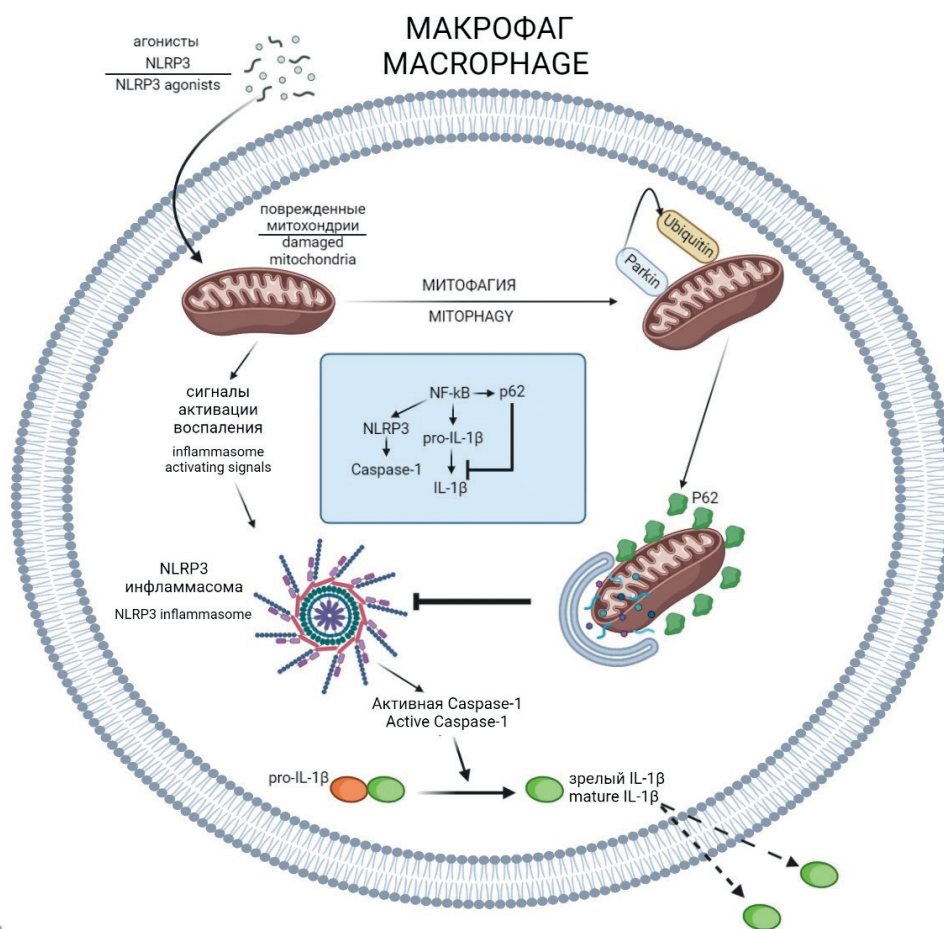 МАКРОФАГ
MACROPHAGE
агонисты
NLRP3
NLRP3 agonists
поврежденные
митохондрии
damaged
mitochondria
Ubiquitin
Parkin
МИТОФАГИЯ
MITOPHAGY
сигналы
активации
воспаления
inflammasome
activating signals
NF-kB
p62
NLRP3
pro-IL-1β
Caspase-1
IL-1β
P62
NLRP3
инфламмасома
NLRP3 inflammasome
Активная Caspase-1
Active Caspase-1
pro-IL-1β
зрелый IL-1β
mature IL-1β